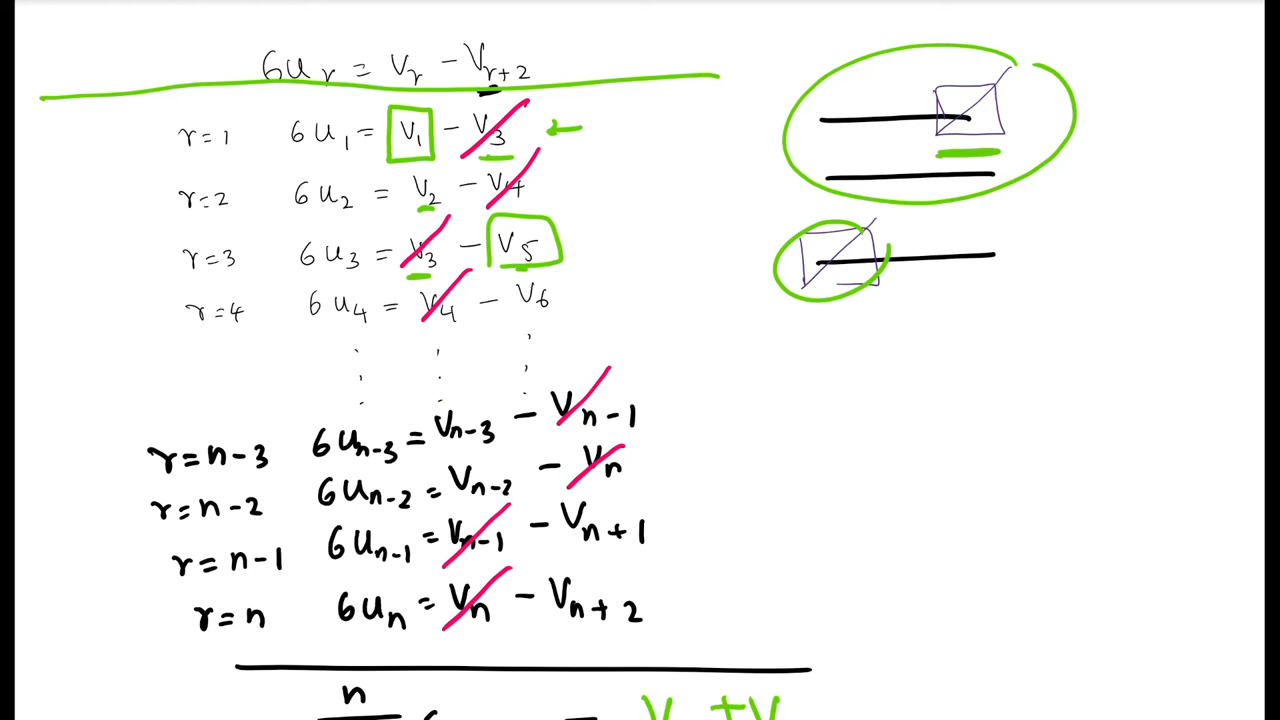 6u_r = V_r - V_{r+2}
r=1 6u_1 = V_1 - V_3
r=2 6u_2 = V_2 - V_4
r=3 6u_3 = V_3 - V_5
r=4 6u_4 = V_4 - V_6
r=n-3 6u_{n-3} = V_{n-3} - V_{n-1}
r=n-2 6u_{n-2} = V_{n-2} - V_n
r=n-1 6u_{n-1} = V_{n-1} - V_{n+1}
r=n 6u_n = V_n - V_{n+2}
n
= V + V